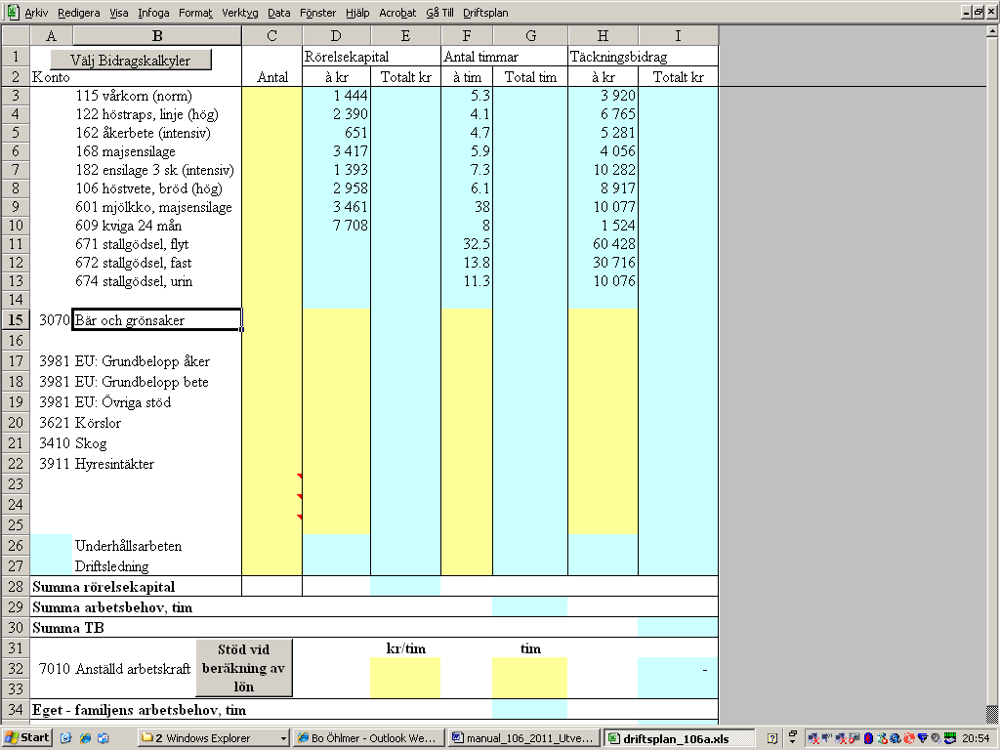 Arkiv Redigera Visa Infoga Format Verktyg Data Fönster Hjälp Acrobat Gå Till Driftsplan
A B C D E F G H I
1 Välj Bidragskalkyler Rörelsekapital Antal timmar Täckningsbidrag
2 Konto Antal à kr Totalt kr à tim Total tim à kr Totalt kr
3 115 vårkorn (norm) 1 444 5.3 3 920
4 122 höstraps, linje (hög) 2 390 4.1 6 765
5 162 åkerbete (intensiv) 651 4.7 5 281
6 168 majsensilage 3 417 5.9 4 056
7 182 ensilage 3 sk (intensiv) 1 393 7.3 10 282
8 106 höstvete, bröd (hög) 2 958 6.1 8 917
9 601 mjölkko, majsensilage 3 461 38 10 077
10 609 kviga 24 mån 7 708 8 1 524
11 671 stallgödsel, flyt 32.5 60 428
12 672 stallgödsel, fast 13.8 30 716
13 674 stallgödsel, urin 11.3 10 076
14
15 3070 Bär och grönsaker
16
17 3981 EU: Grundbelopp åker
18 3981 EU: Grundbelopp bete
19 3981 EU: Övriga stöd
20 3621 Körslor
21 3410 Skog
22 3911 Hyresintäkter
23
24
25
26 Underhållsarbeten
27 Driftsledning
28 Summa rörelsekapital
29 Summa arbetsbehov, tim
30 Summa TB
31 Stöd vid kr/tim tim
32 7010 Anställd arbetskraft beräkning av -
33 lön
34 Eget - familjens arbetsbehov, tim
Start 2 Windows Explorer Bo Öhlmer - Outlook We... manual_106_2011_Utve... driftsplan_106a.xls 20:54